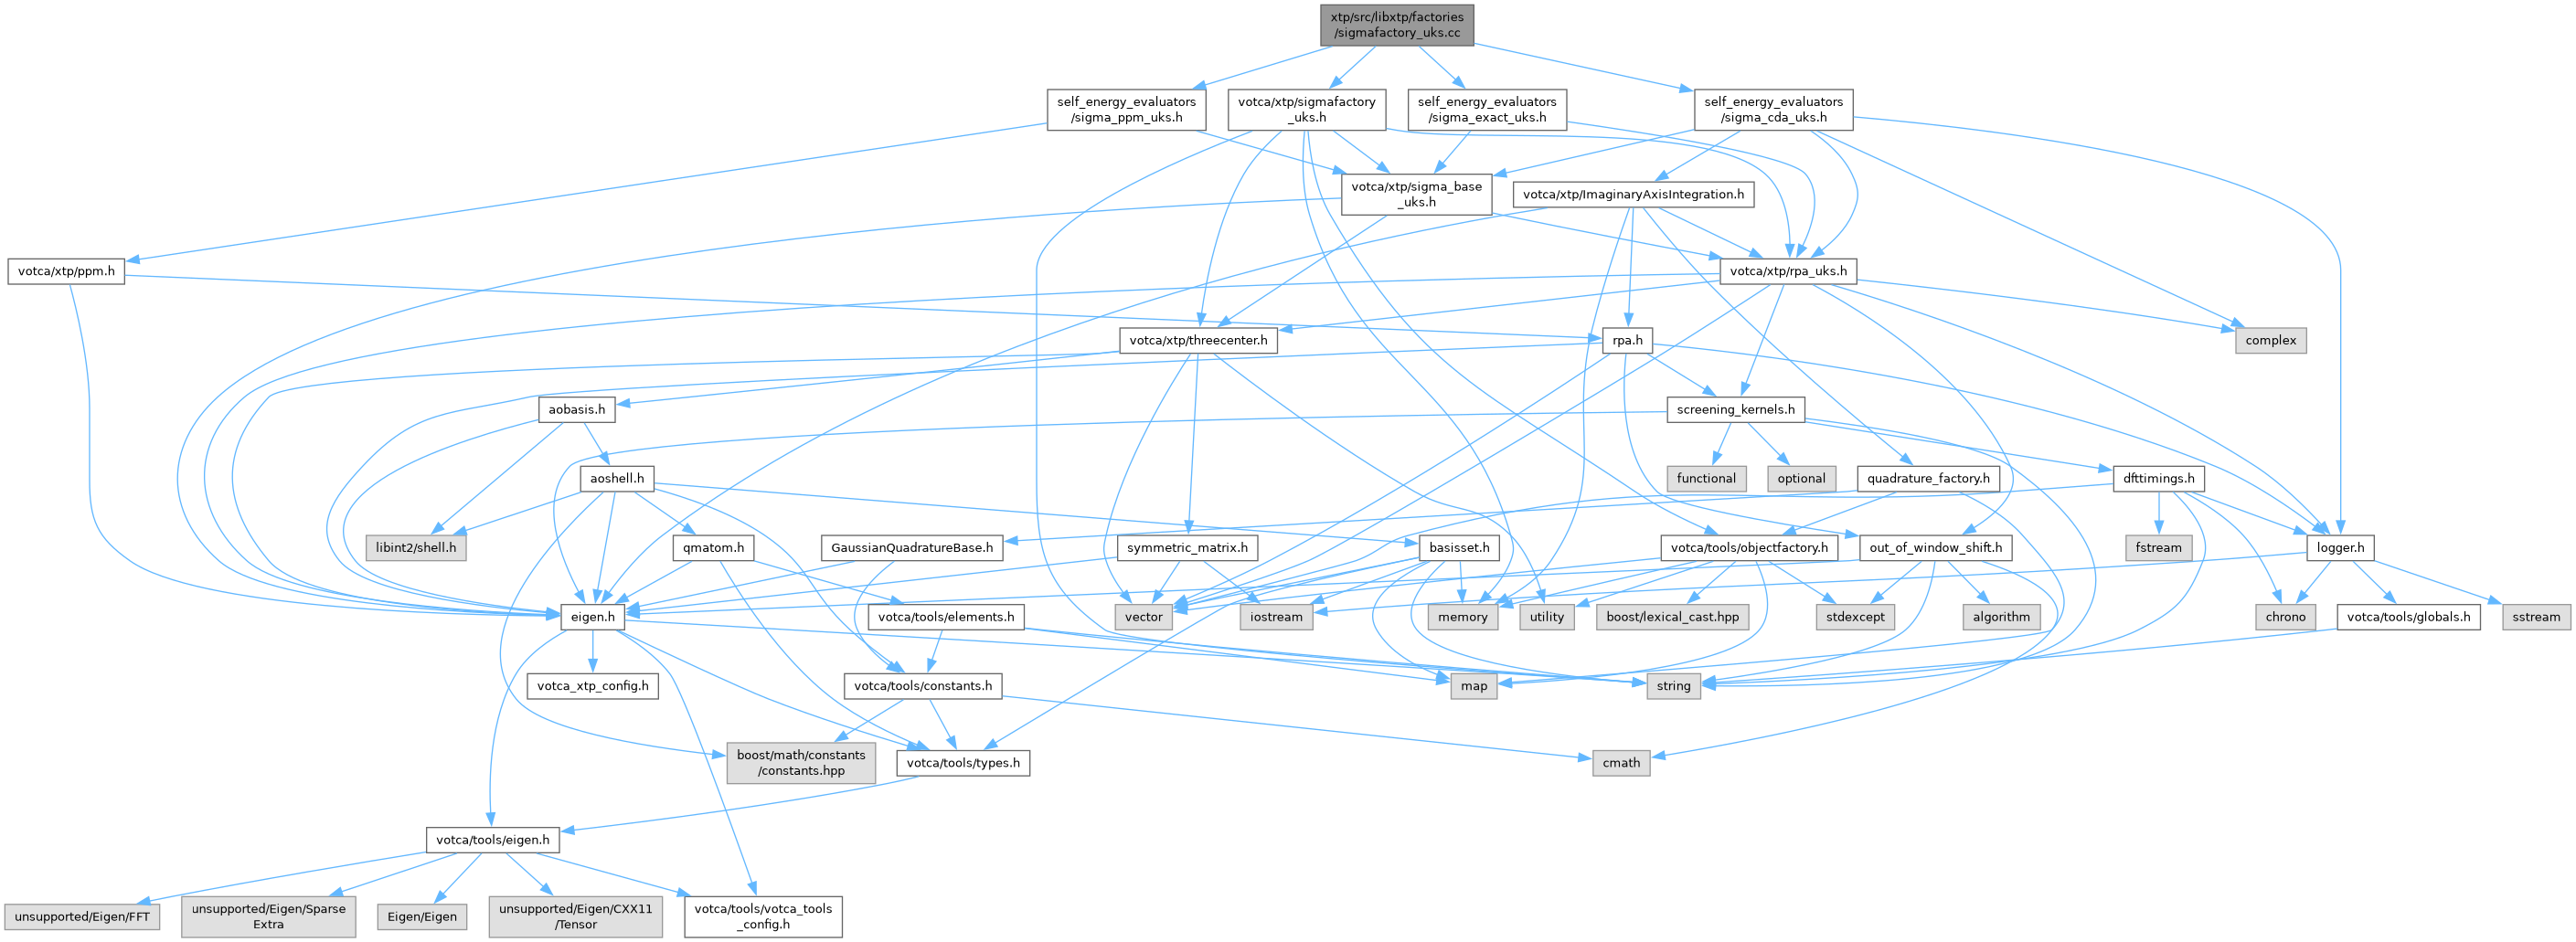 xtp/src/libxtp/factories
/sigmafactory_uks.cc
self_energy_evaluators
/sigma_ppm_uks.h
votca/xtp/sigmafactory
_uks.h
self_energy_evaluators
/sigma_exact_uks.h
self_energy_evaluators
/sigma_cda_uks.h
votca/xtp/sigma_base
_uks.h
votca/xtp/ImaginaryAxisIntegration.h
votca/xtp/ppm.h
votca/xtp/rpa_uks.h
votca/xtp/threecenter.h
rpa.h
complex
aobasis.h
screening_kernels.h
aoshell.h
functional
optional
quadrature_factory.h
dfttimings.h
libint2/shell.h
qmatom.h
GaussianQuadratureBase.h
symmetric_matrix.h
basisset.h
votca/tools/objectfactory.h
out_of_window_shift.h
fstream
logger.h
eigen.h
votca/tools/elements.h
vector
iostream
memory
utility
boost/lexical_cast.hpp
stdexcept
algorithm
chrono
votca/tools/globals.h
sstream
votca_xtp_config.h
votca/tools/constants.h
map
string
boost/math/constants
/constants.hpp
votca/tools/types.h
cmath
votca/tools/eigen.h
unsupported/Eigen/FFT
unsupported/Eigen/Sparse
Extra
Eigen/Eigen
unsupported/Eigen/CXX11
/Tensor
votca/tools/votca_tools
_config.h